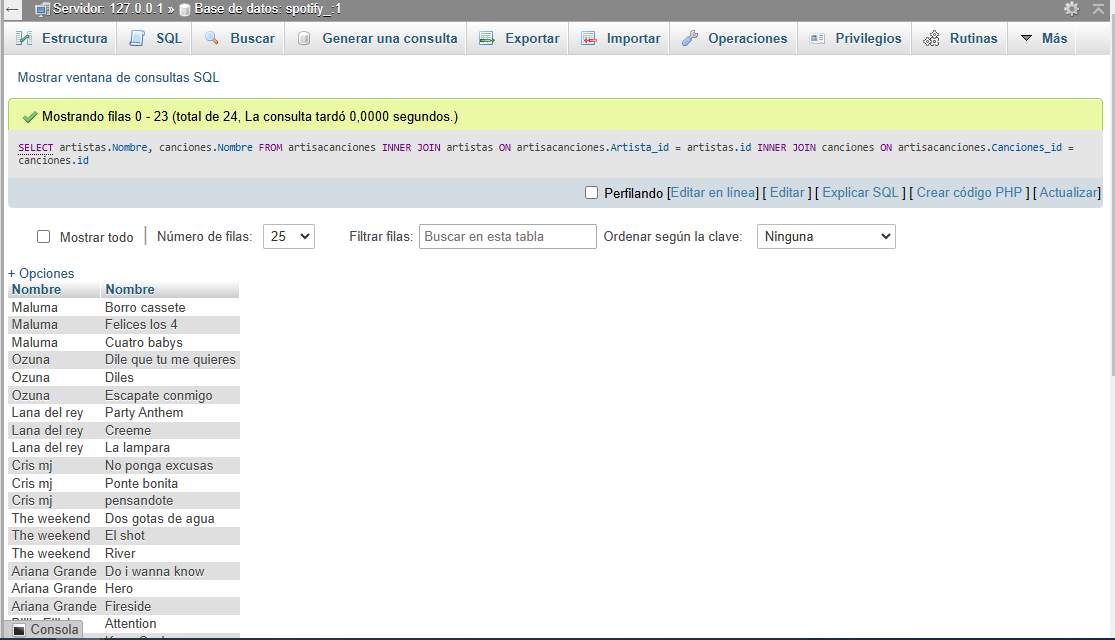 Servidor: 127.0.0.1 » Base de datos: spotify_:1
Estructura SQL Buscar Generar una consulta Exportar Importar Operaciones Privilegios Rutinas Más
Mostrar ventana de consultas SQL
Mostrando filas 0 - 23 (total de 24, La consulta tardó 0,0000 segundos.)
SELECT artistas.Nombre, canciones.Nombre FROM artisacanciones INNER JOIN artistas ON artisacanciones.Artista_id = artistas.id INNER JOIN canciones ON artisacanciones.Canciones_id =
canciones.id
Perfilando [Editar en línea] [ Editar ] [ Explicar SQL ] [ Crear código PHP ] [ Actualizar]
Mostrar todo Número de filas: 25 Filtrar filas: Buscar en esta tabla Ordenar según la clave: Ninguna
+ Opciones
Nombre Nombre
Maluma Borro cassete
Maluma Felices los 4
Maluma Cuatro babys
Ozuna Dile que tu me quieres
Ozuna Diles
Ozuna Escapate conmigo
Lana del rey Party Anthem
Lana del rey Creeme
Lana del rey La lampara
Cris mj No ponga excusas
Cris mj Ponte bonita
Cris mj pensandote
The weekend Dos gotas de agua
The weekend El shot
The weekend River
Ariana Grande Do i wanna know
Ariana Grande Hero
Ariana Grande Fireside
Attention
Consola